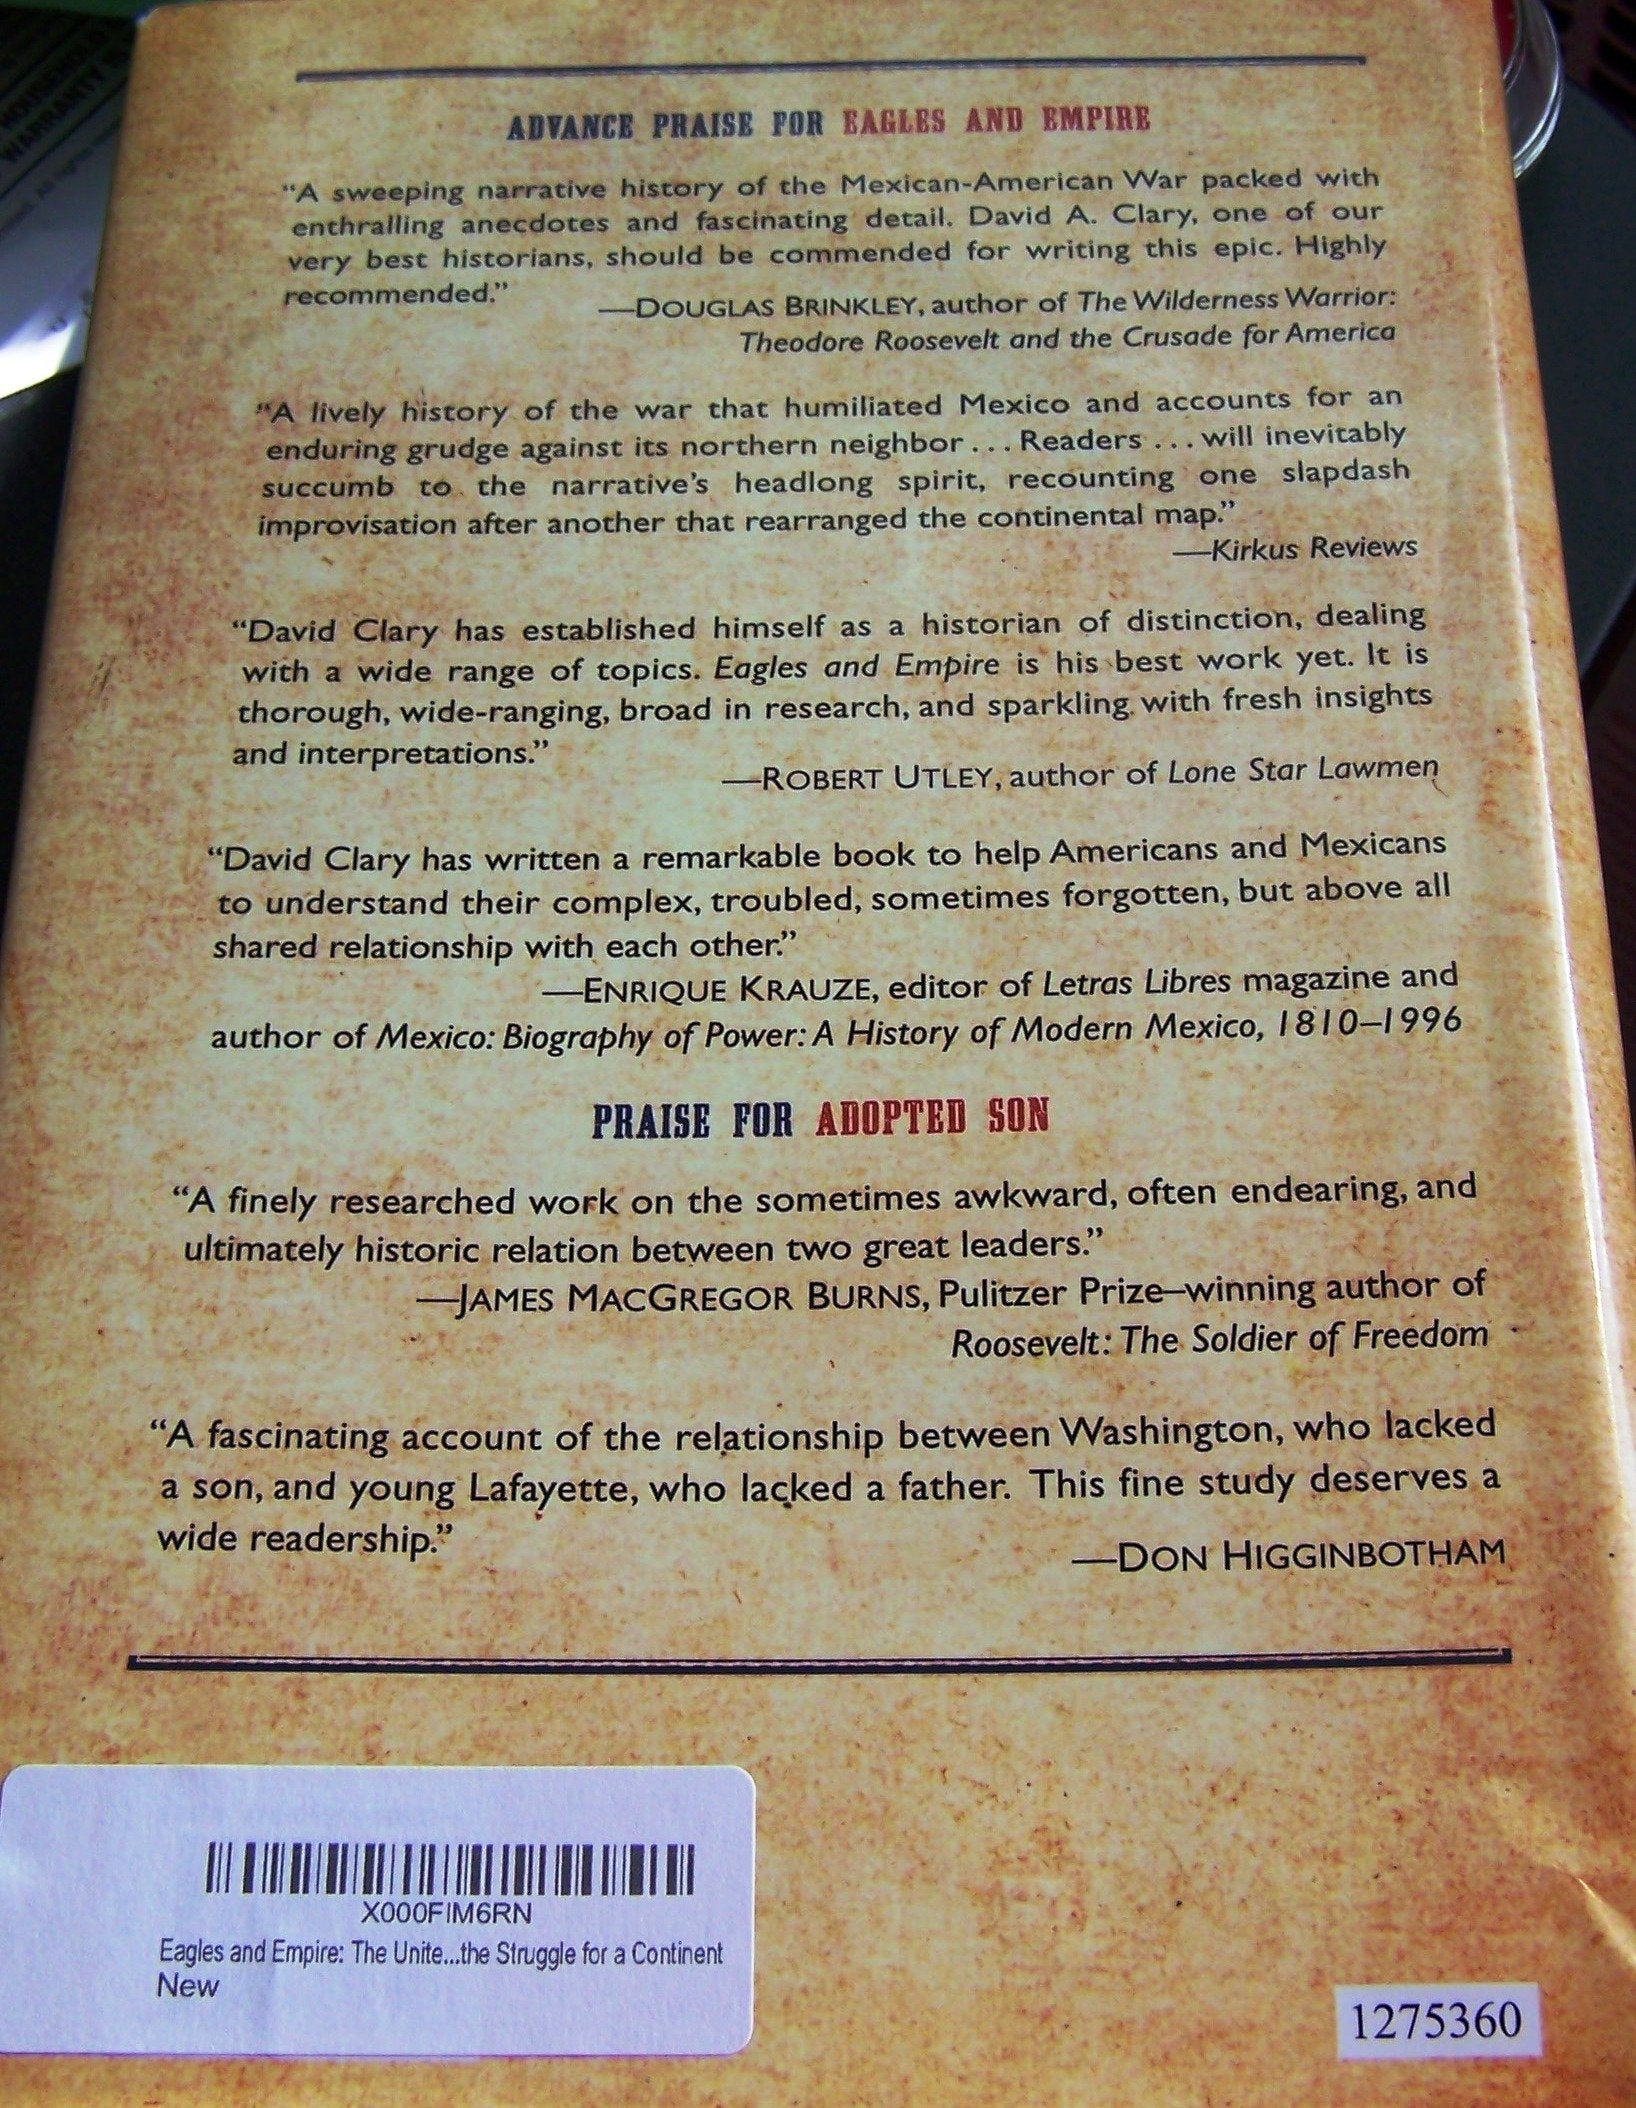 HOUSEHO
WARRANTY
ADVANCE PRAISE FOR EAGLES AND EMPIRE
“A sweeping narrative history of the Mexican-American War packed with
enthralling anecdotes and fascinating detail. David A. Clary, one of our
very best historians, should be commended for writing this epic. Highly
recommended.”
—DOUGLAS BRINKLEY, author of The Wilderness Warrior:
Theodore Roosevelt and the Crusade for America
“A lively history of the war that humiliated Mexico and accounts for an
enduring grudge against its northern neighbor . . . Readers . . . will inevitably
succumb to the narrative’s headlong spirit, recounting one slapdash
improvisation after another that rearranged the continental map.”
—Kirkus Reviews
“David Clary has established himself as a historian of distinction, dealing
with a wide range of topics. Eagles and Empire is his best work yet. It is
thorough, wide-ranging, broad in research, and sparkling with fresh insights
and interpretations.”
—ROBERT UTLEY, author of Lone Star Lawmen
“David Clary has written a remarkable book to help Americans and Mexicans
to understand their complex, troubled, sometimes forgotten, but above all
shared relationship with each other.”
—ENRIQUE KRAUZE, editor of Letras Libres magazine and
author of Mexico: Biography of Power: A History of Modern Mexico, 1810–1996
PRAISE FOR ADOPTED SON
“A finely researched work on the sometimes awkward, often endearing, and
ultimately historic relation between two great leaders.”
—JAMES MACGREGOR BURNS, Pulitzer Prize–winning author of
Roosevelt: The Soldier of Freedom
“A fascinating account of the relationship between Washington, who lacked
a son, and young Lafayette, who lacked a father. This fine study deserves a
wide readership.”
—DON HIGGINBOTHAM
X000FIM6RN
Eagles and Empire: The Unite...the Struggle for a Continent
New
1275360